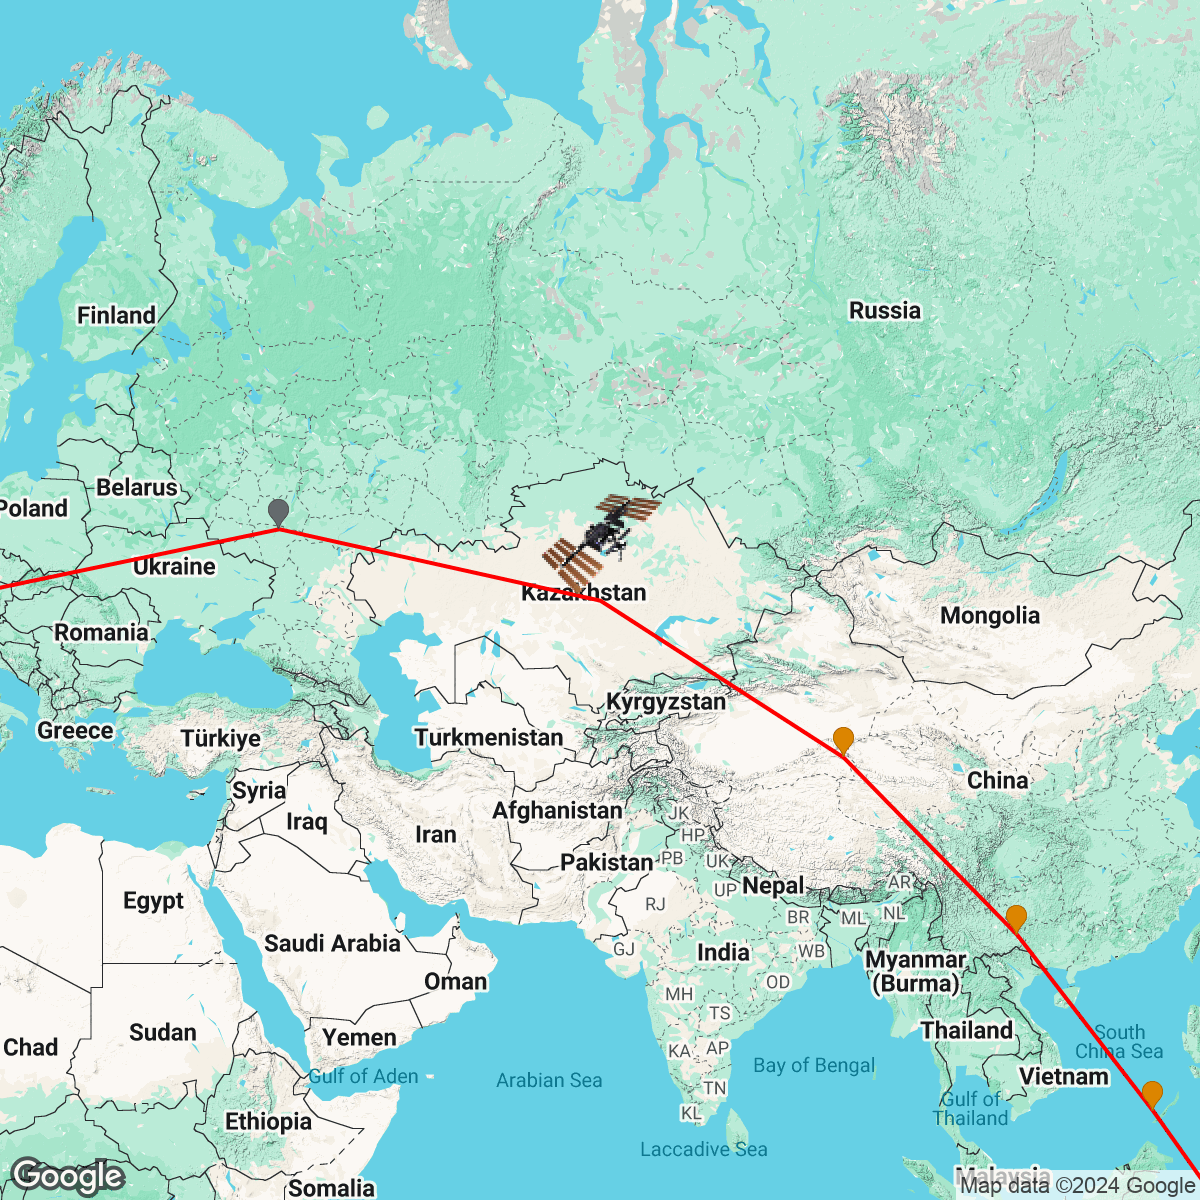 Finland
Russia
Belarus
Poland
Ukraine
Kazakhstan
Mongolia
Romania
Kyrgyzstan
Greece
Türkiye
Turkmenistan
China
Syria
Afghanistan
Iraq
Iran
JK
HP
Pakistan
PB
UK
Nepal
AR
UP
Egypt
RJ
BR
ML
NL
Saudi Arabia
GJ
India
WB
Myanmar
(Burma)
Oman
MH
OD
TS
Sudan
Yemen
Thailand
South
China Sea
Chad
KA
AP
Bay of Bengal
Vietnam
Gulf of Aden
Arabian Sea
TN
Gulf of
Thailand
Ethiopia
KL
Laccadive Sea
Malaysia
Google
Somalia
Map data ©2024 Google